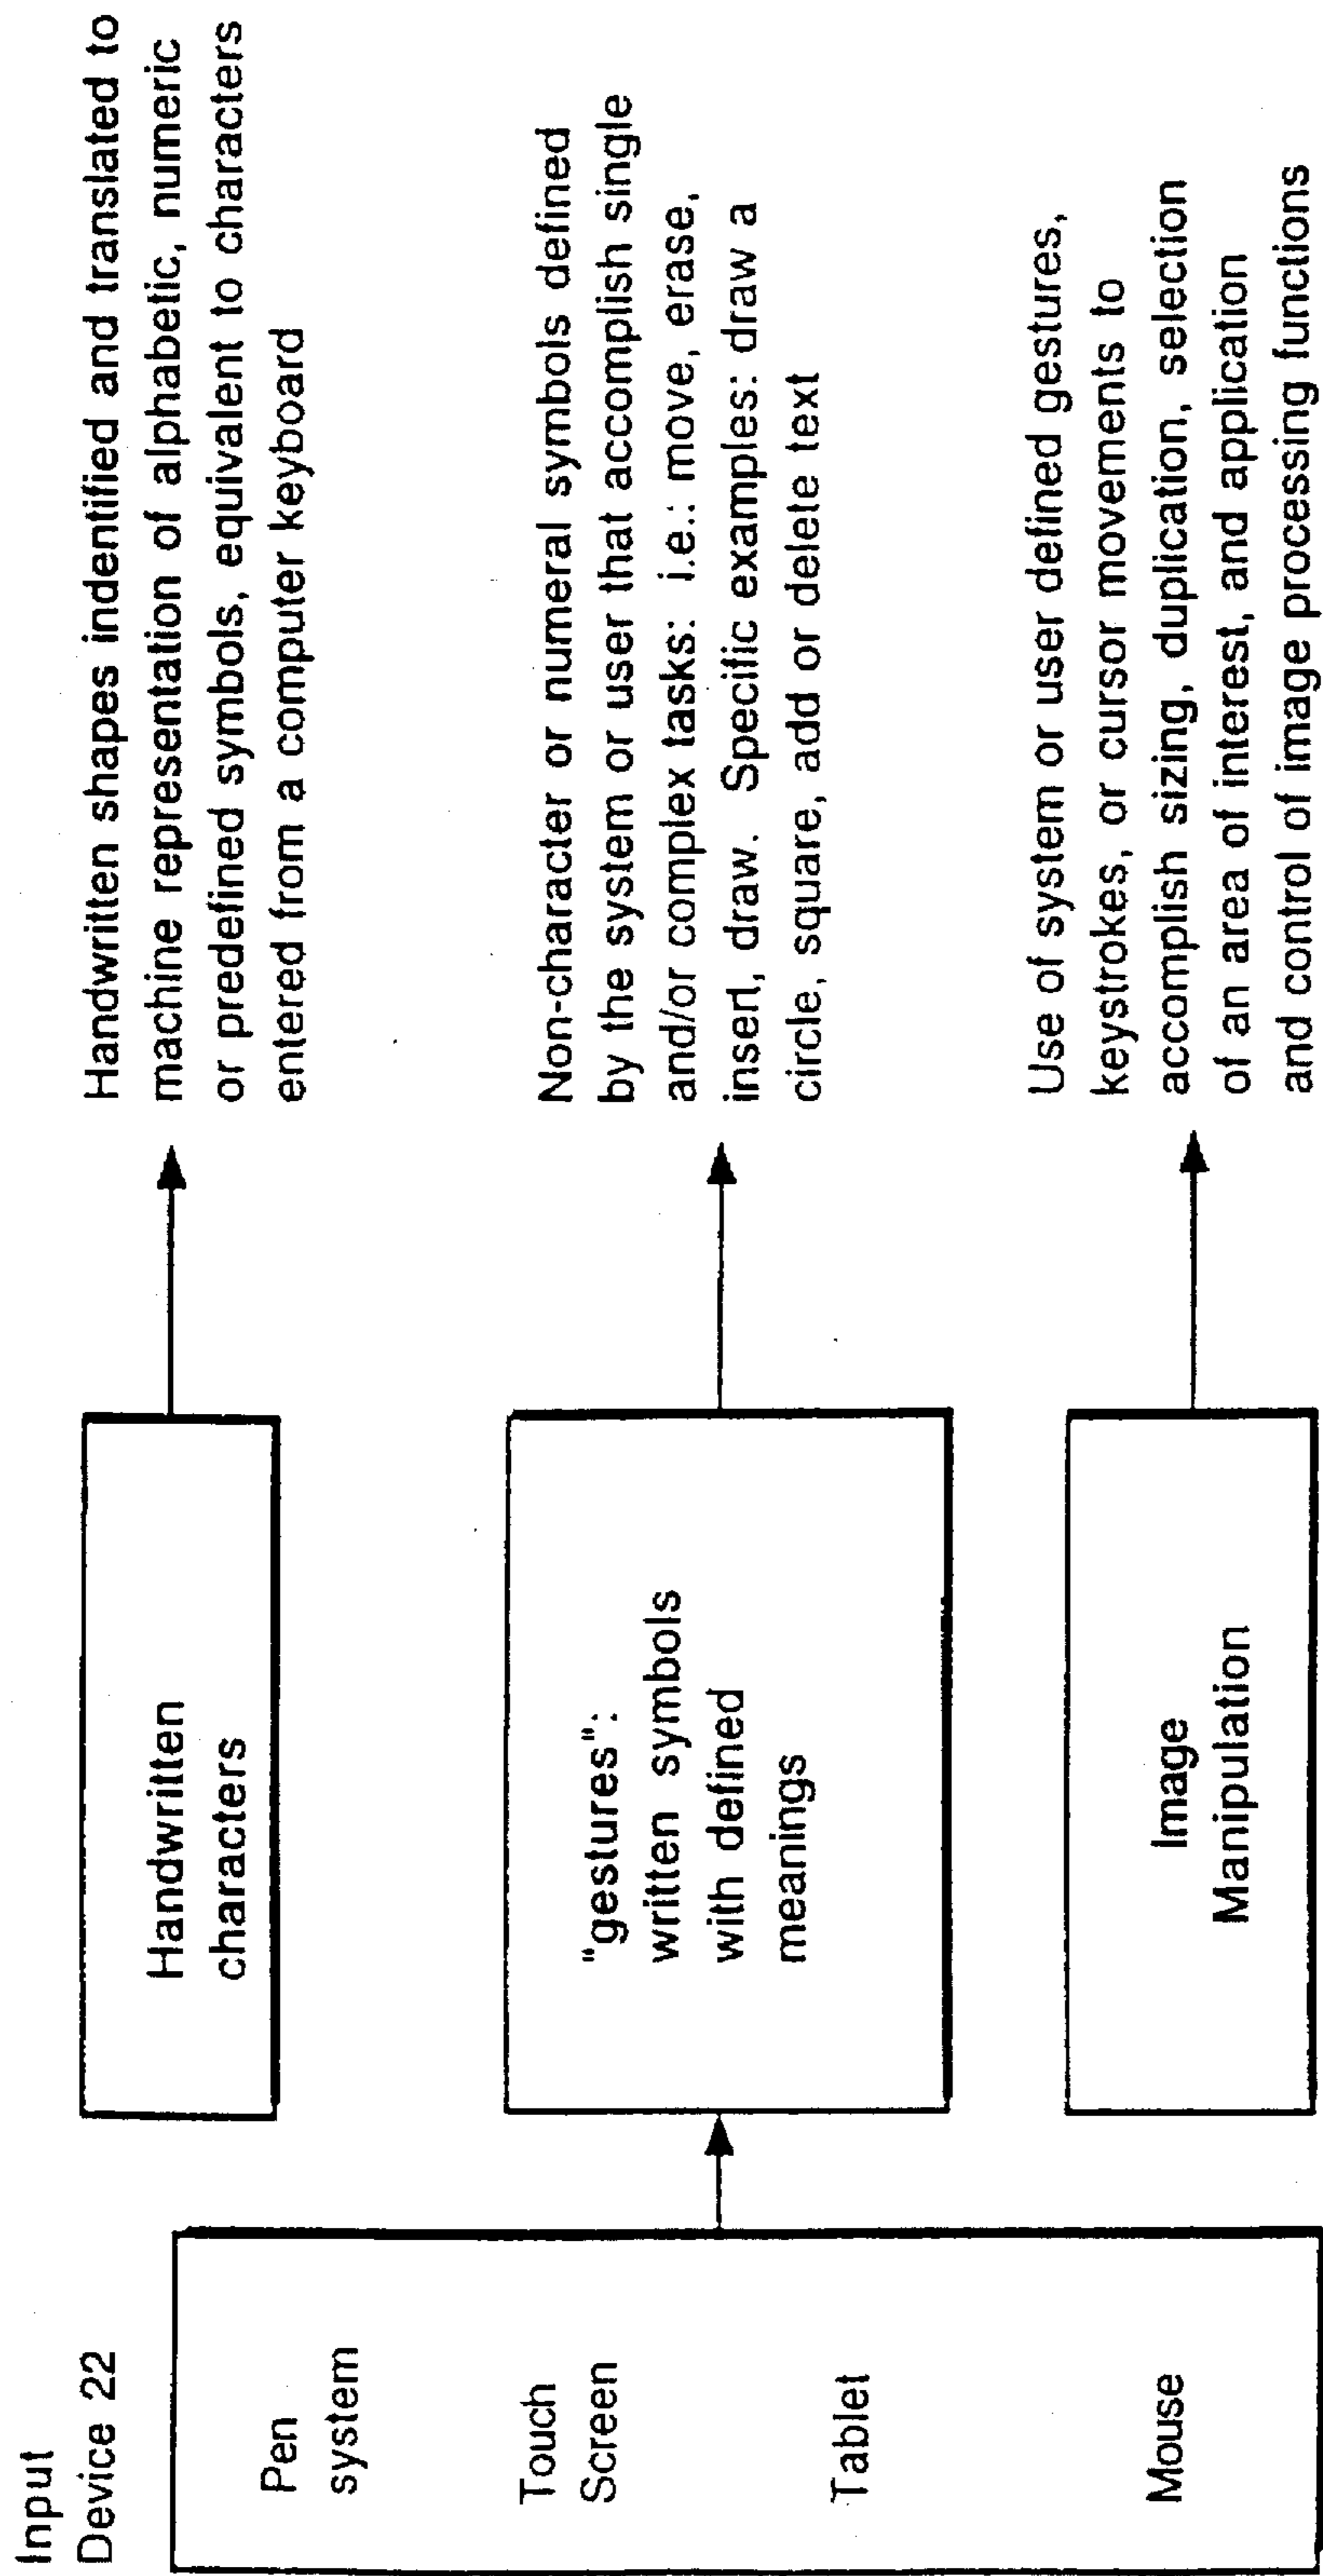 Input
Device 22
Pen
system
Touch
Screen
Tablet
Mouse
Handwritten
characters
"gestures":
written symbols
with defined
meanings
Image
Manipulation
Handwritten shapes indentified and translated to
machine representation of alphabetic, numeric
or predefined symbols, equivalent to characters
entered from a computer keyboard
Non-character or numeral symbols defined
by the system or user that accomplish single
and/or complex tasks: i.e.: move, erase,
insert, draw. Specific examples: draw a
circle, square, add or delete text
Use of system or user defined gestures,
keystrokes, or cursor movements to
accomplish sizing, duplication, selection
of an area of interest, and application
and control of image processing functions